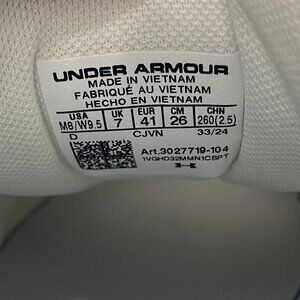 UNDER ARMOUR
MADE IN VIETNAM
FABRIQUÉ AU VIETNAM
HECHO EN VIETNAM
USA UK EUR CM CHN
M8/W9.5 7 41 26 260(2.5)
D CJVN 33/24
Art.3027719-104
1VGHD32MMN1CBPT